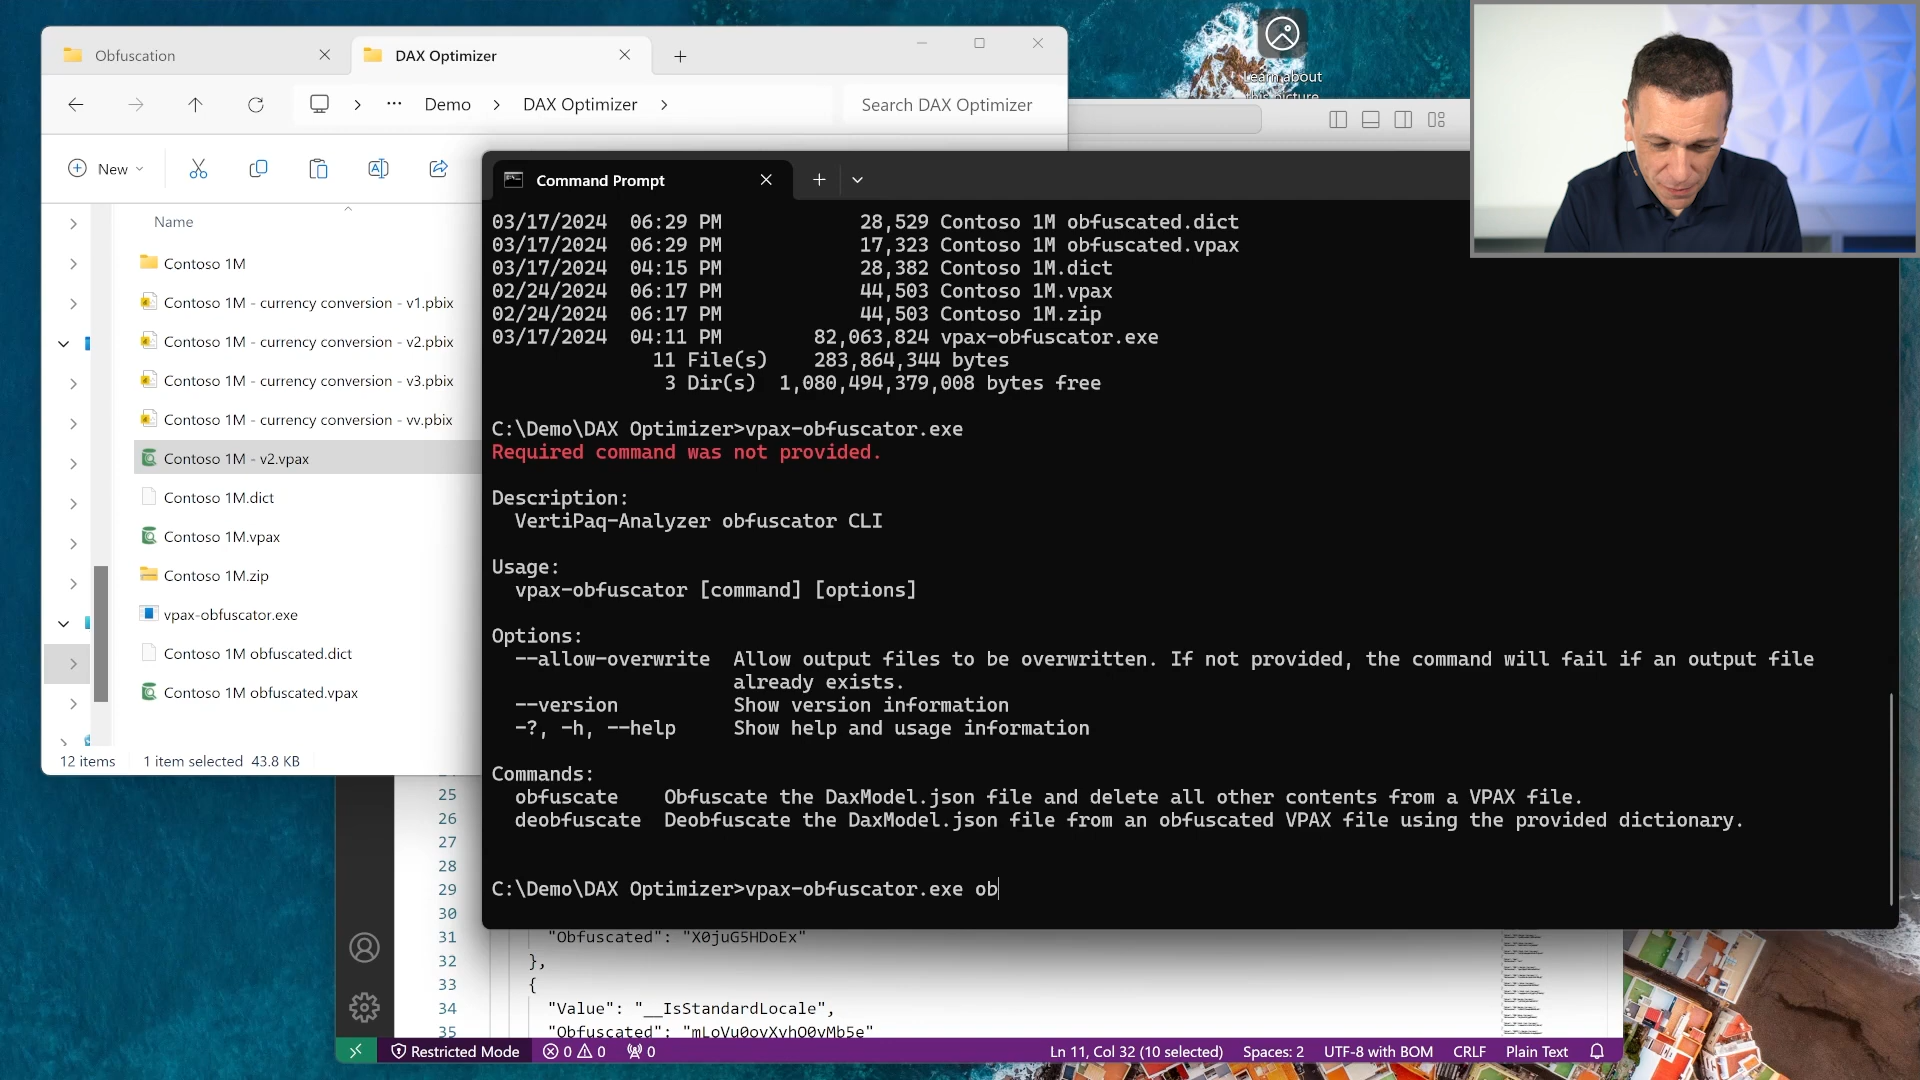 Obfuscation
DAX Optimizer
Demo
DAX Optimizer
Search DAX Optimizer
New
Name
Contoso 1M
Contoso 1M - currency conversion - v1.pbix
Contoso 1M - currency conversion - v2.pbix
Contoso 1M - currency conversion - v3.pbix
Contoso 1M - currency conversion - vv.pbix
Contoso 1M - v2.vpax
Contoso 1M.dict
Contoso 1M.vpax
Contoso 1M.zip
vpax-obfuscator.exe
Contoso 1M obfuscated.dict
Contoso 1M obfuscated.vpax
12 items 1 item selected 43.8 KB
Learn about
this picture
Command Prompt
03/17/2024 06:29 PM 28,529 Contoso 1M obfuscated.dict
03/17/2024 06:29 PM 17,323 Contoso 1M obfuscated.vpax
03/17/2024 04:15 PM 28,382 Contoso 1M.dict
02/24/2024 06:17 PM 44,503 Contoso 1M.vpax
02/24/2024 06:17 PM 44,503 Contoso 1M.zip
03/17/2024 04:11 PM 82,063,824 vpax-obfuscator.exe
11 File(s) 283,864,344 bytes
3 Dir(s) 1,080,494,379,008 bytes free
C:\Demo\DAX Optimizer>vpax-obfuscator.exe
Required command was not provided.
Description:
VertiPaq-Analyzer obfuscator CLI
Usage:
vpax-obfuscator [command] [options]
Options:
--allow-overwrite Allow output files to be overwritten. If not provided, the command will fail if an output file
already exists.
--version Show version information
-?, -h, --help Show help and usage information
Commands:
obfuscate Obfuscate the DaxModel.json file and delete all other contents from a VPAX file.
deobfuscate Deobfuscate the DaxModel.json file from an obfuscated VPAX file using the provided dictionary.
C:\Demo\DAX Optimizer>vpax-obfuscator.exe ob
25
26
27
28
29
30
31 "Obfuscated": "X0juG5HDoEx"
32 },
33 {
34 "Value": "__IsStandardLocale",
35 "Obfuscated":
Restricted Mode 0 0 0 Ln 11, Col 32 (10 selected) Spaces: 2 UTF-8 with BOM CRLF Plain Text